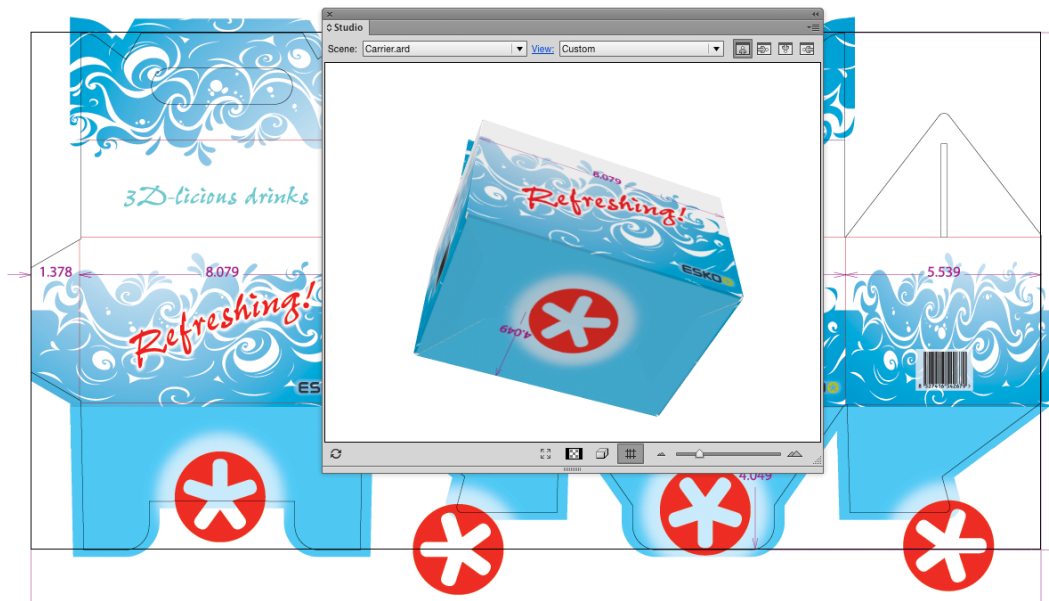 Studio
Scene: Carrier.ard
View: Custom
8.079
Refreshing!
ESKO
4.049
3D-licious drinks
1.378
8.079
5.539
Refreshing!
ES
O
4.049